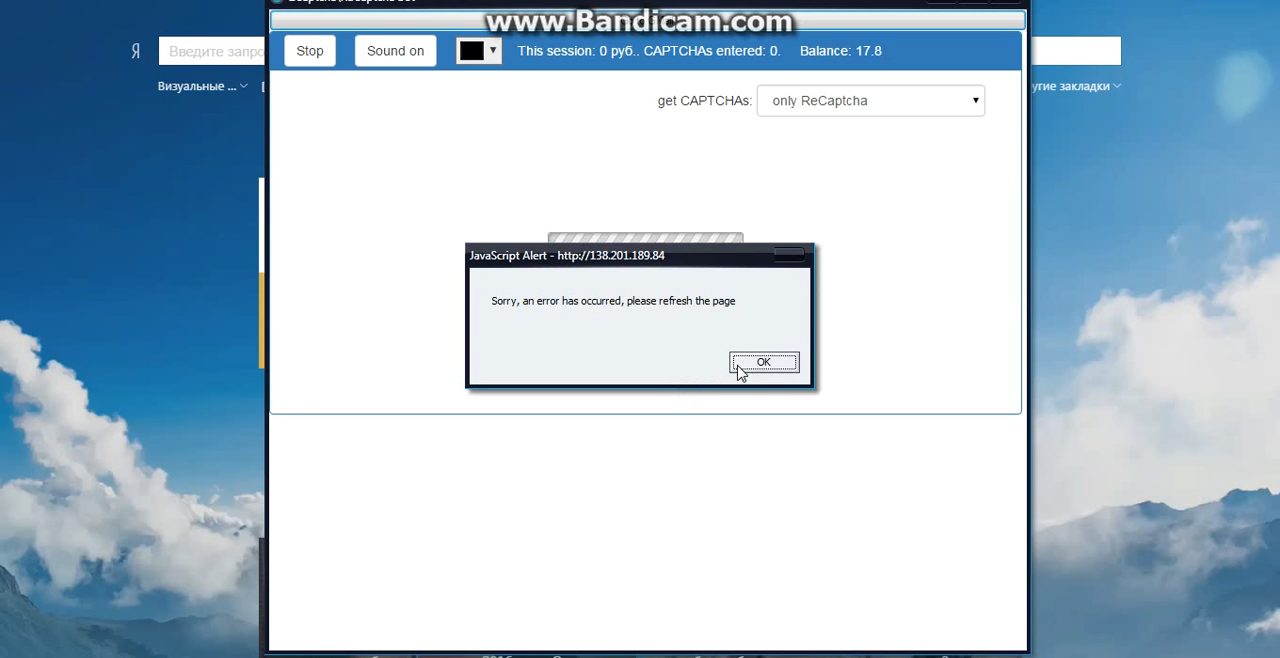 www.Bandicam.com
Я
Введите запро
Stop
Sound on
This session: 0 руб.. CAPTCHAs entered: 0. Balance: 17.8
Визуальные ...
угие закладки
get CAPTCHAs:
only ReCaptcha
JavaScript Alert - http://138.201.189.84
Sorry, an error has occurred, please refresh the page
OK